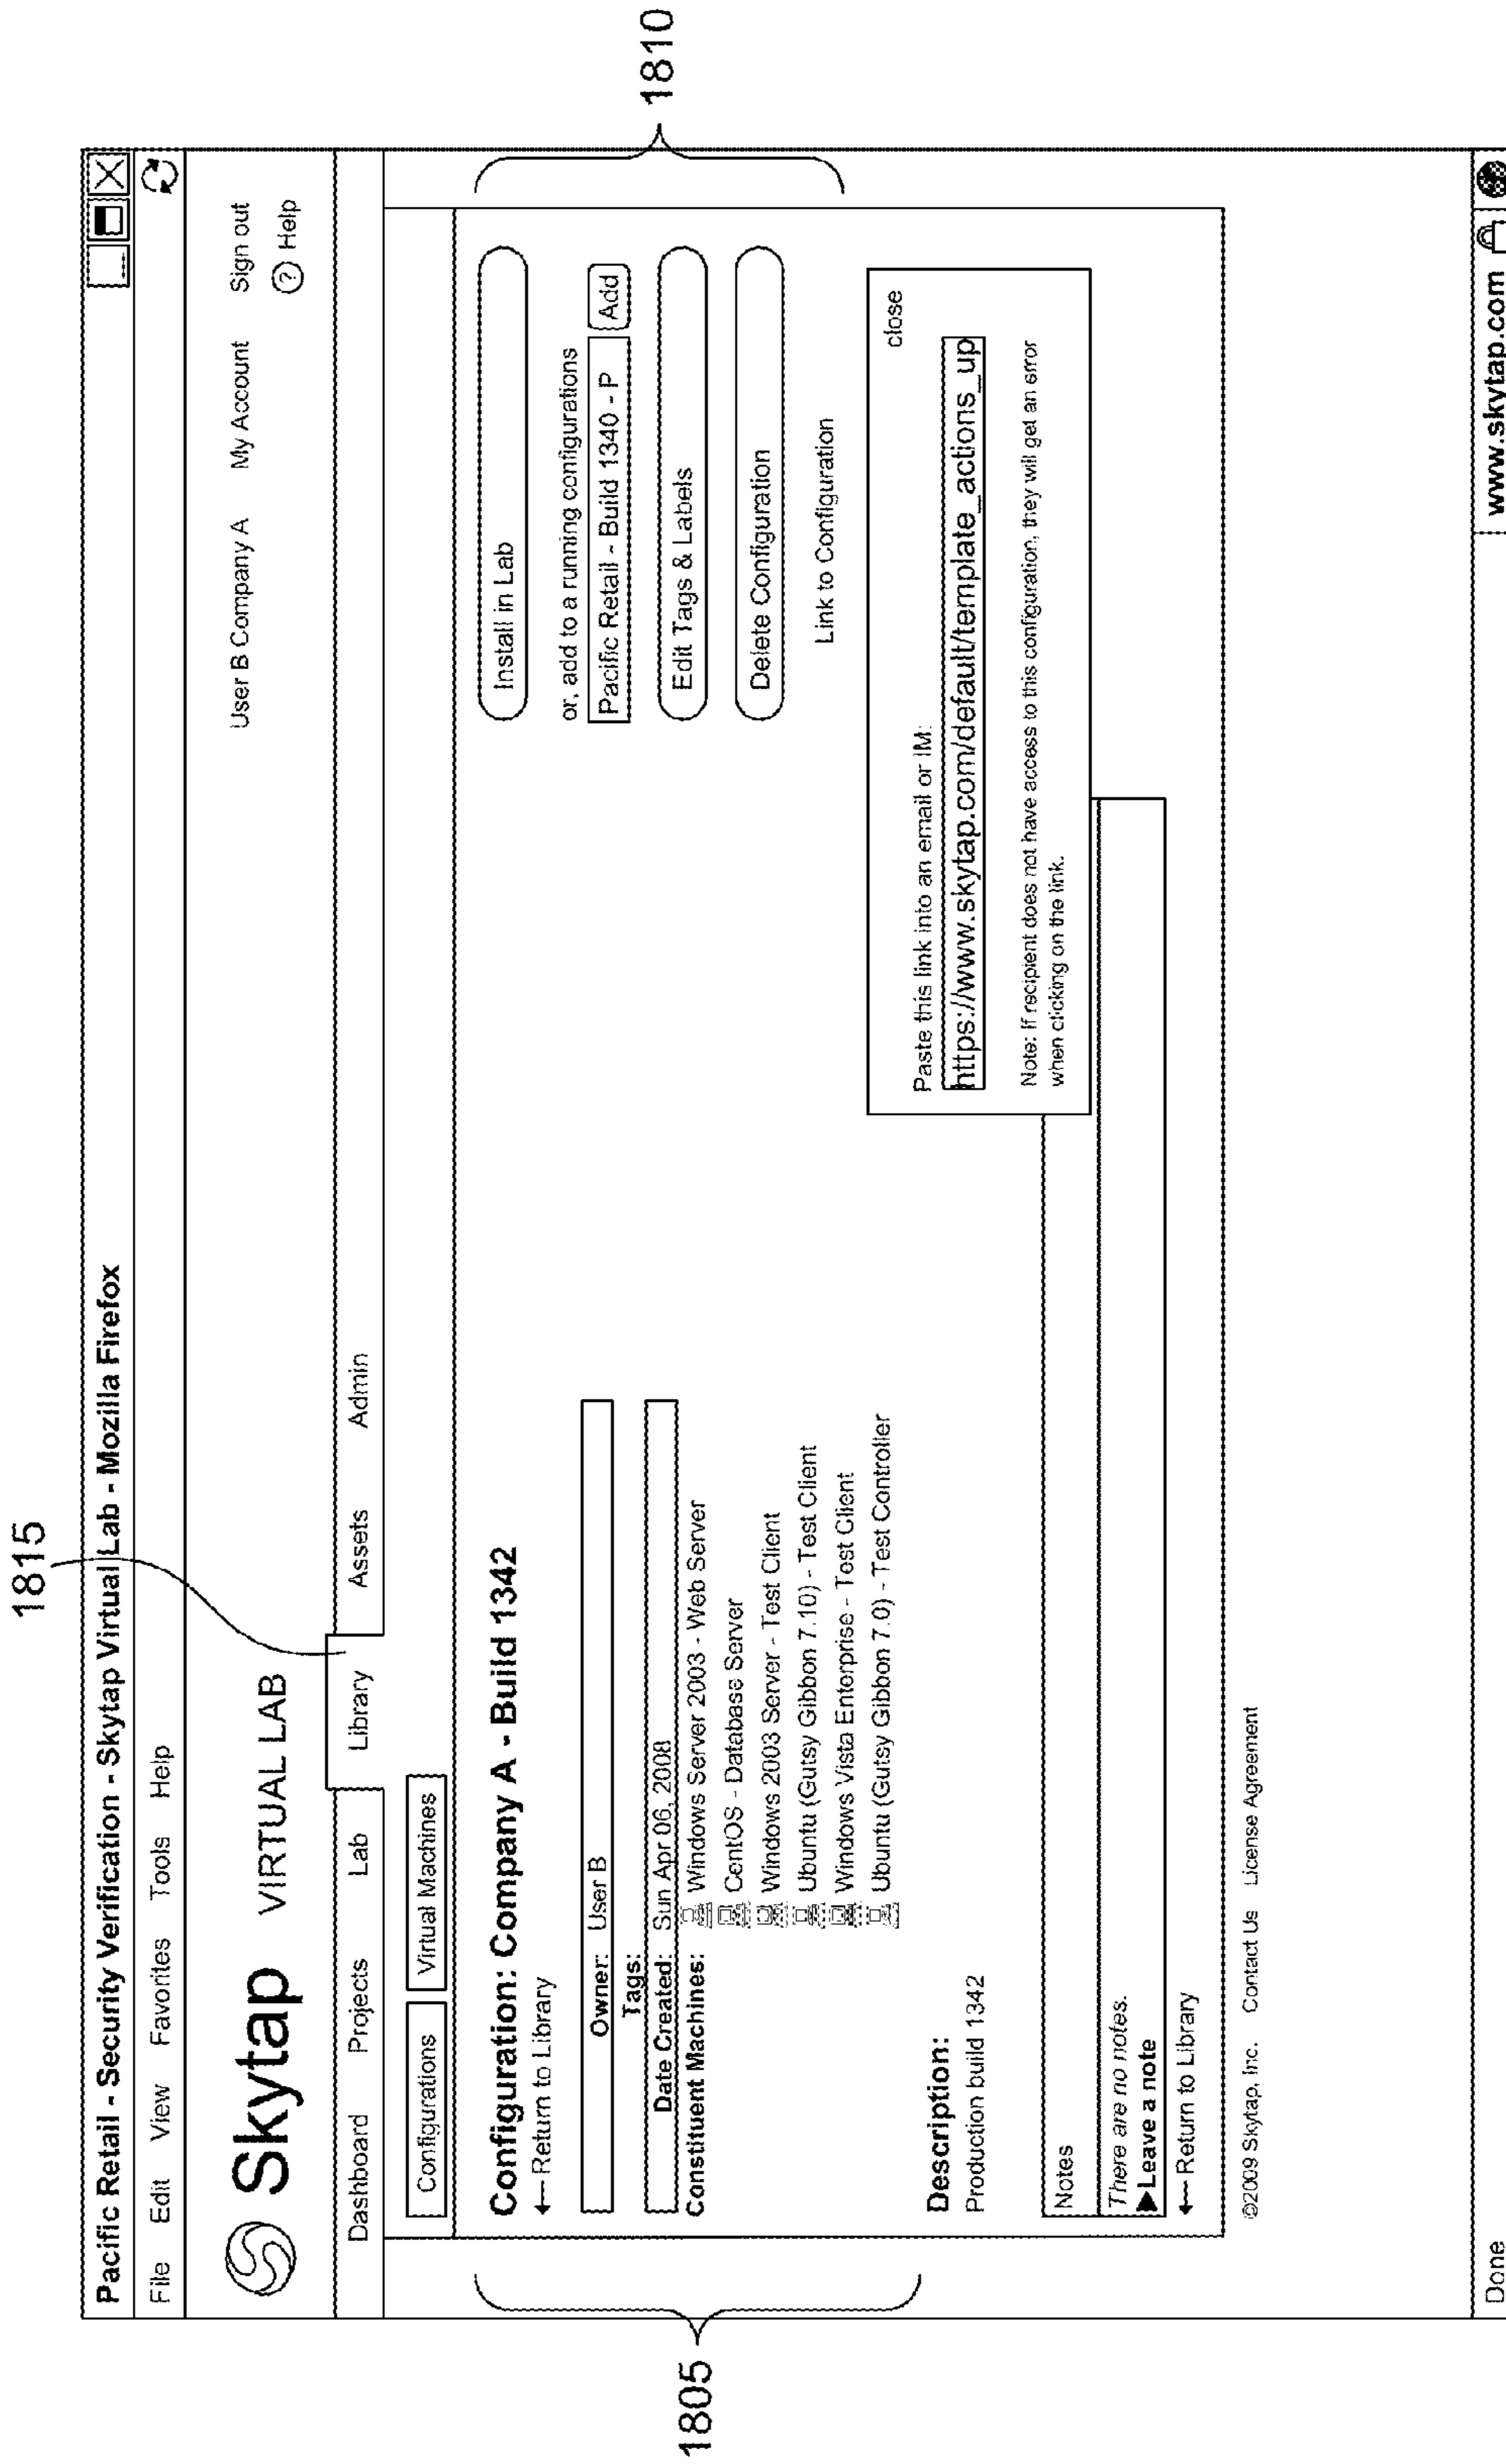 1815
Pacific Retail - Security Verification - Skytap Virtual Lab - Mozilla Firefox
File Edit View Favorites Tools Help
Skytap VIRTUAL LAB
User B Company A My Account Sign out
? Help
Dashboard Projects Lab Library Assets Admin
Configurations Virtual Machines
Configuration: Company A - Build 1342
Return to Library
Owner: User B
Tags:
Date Created: Sun Apr 06, 2008
Constituent Machines: Windows Server 2003 - Web Server
CentOS - Database Server
Windows 2003 Server - Test Client
Ubuntu (Gutsy Gibbon 7.10) - Test Client
Windows Vista Enterprise - Test Client
Ubuntu (Gutsy Gibbon 7.0) - Test Controller
1805
Install in Lab
or, add to a running configurations
Pacific Retail - Build 1340 - P Add
Edit Tags & Labels
Delete Configuration
Link to Configuration
1810
close
Paste this link into an email or IM:
https://www.skytap.com/default/template_actions_up
Note: If recipient does not have access to this configuration, they will get an error
when clicking on the link.
Description:
Production build 1342
Notes
There are no notes.
Leave a note
Return to Library
©2009 Skytap, Inc. Contact Us License Agreement
Done www.skytap.com